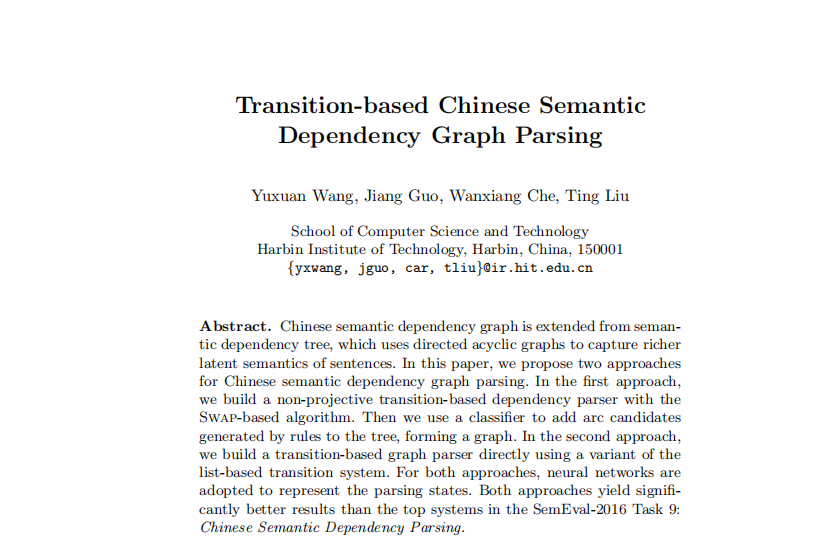 Transition-based Chinese Semantic
Dependency Graph Parsing
Yuxuan Wang, Jiang Guo, Wanxiang Che, Ting Liu
School of Computer Science and Technology
Harbin Institute of Technology, Harbin, China, 150001
{yxwang, jguo, car, tliu}@ir.hit.edu.cn
Abstract. Chinese semantic dependency graph is extended from seman-
tic dependency tree, which uses directed acyclic graphs to capture richer
latent semantics of sentences. In this paper, we propose two approaches
for Chinese semantic dependency graph parsing. In the first approach,
we build a non-projective transition-based dependency parser with the
SWAP-based algorithm. Then we use a classifier to add arc candidates
generated by rules to the tree, forming a graph. In the second approach,
we build a transition-based graph parser directly using a variant of the
list-based transition system. For both approaches, neural networks are
adopted to represent the parsing states. Both approaches yield signifi-
cantly better results than the top systems in the SemEval-2016 Task 9:
Chinese Semantic Dependency Parsing.